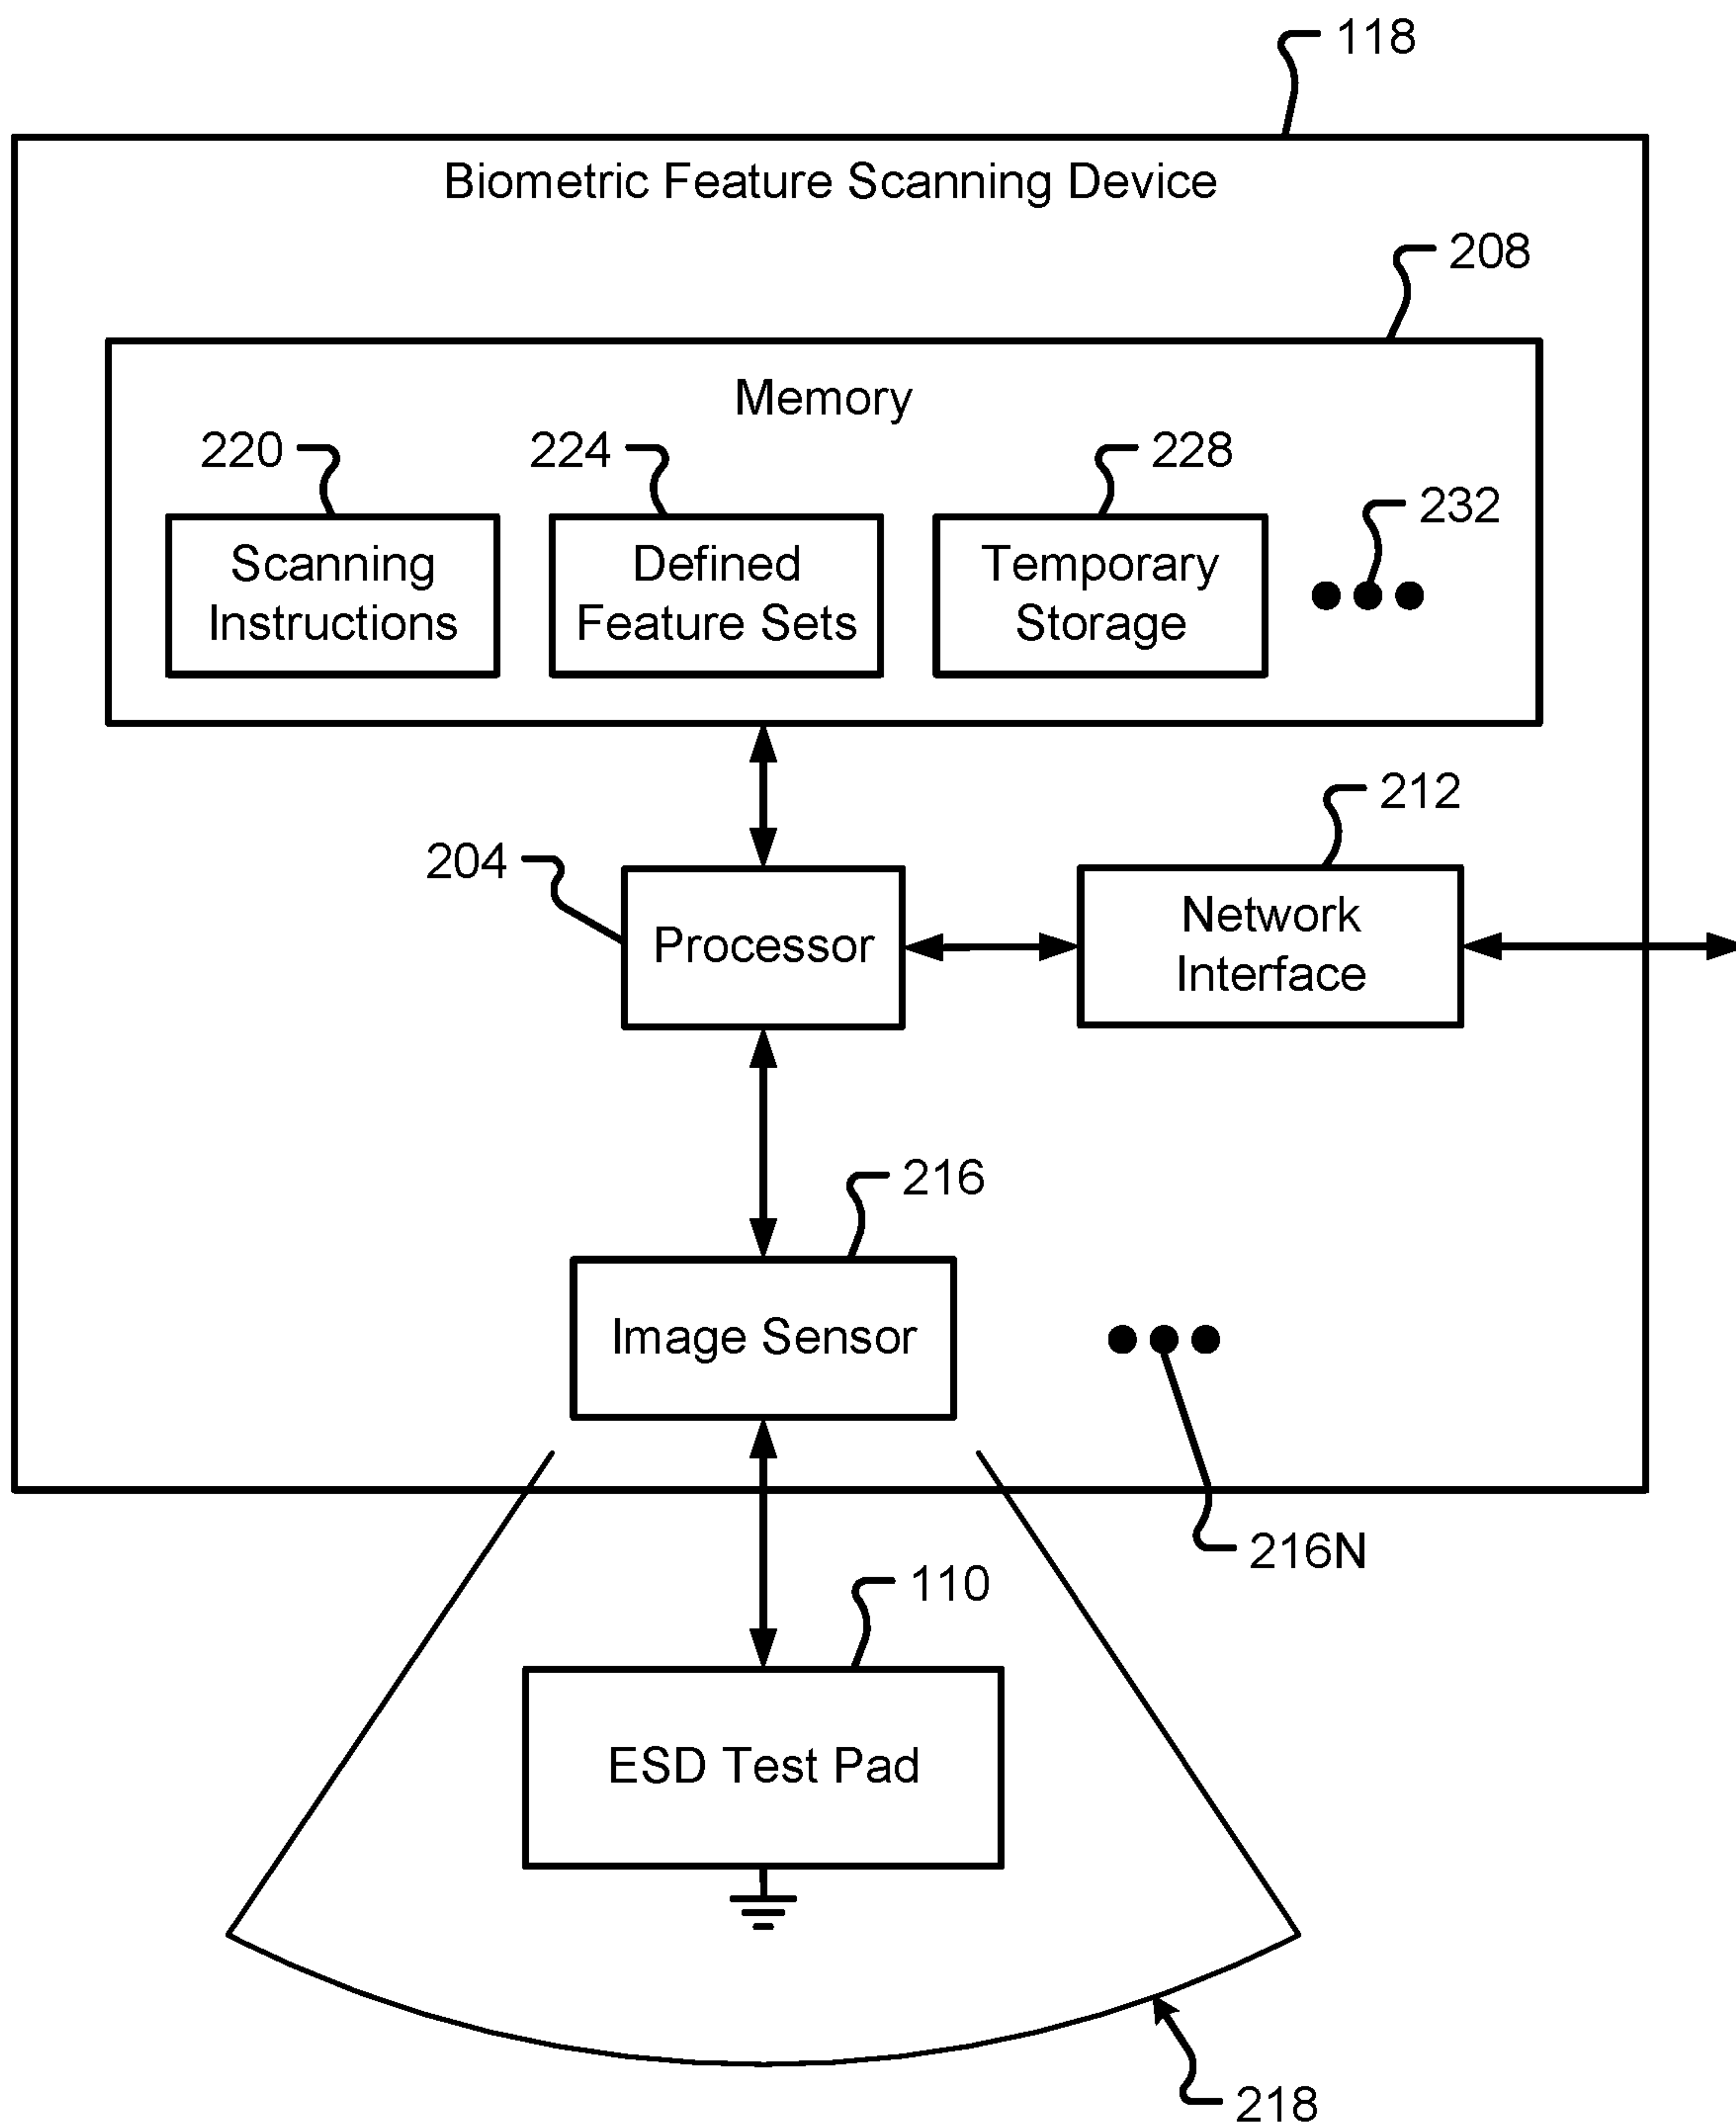 118
Biometric Feature Scanning Device
208
Memory
220
224
228
232
Scanning
Instructions
Defined
Feature Sets
Temporary
Storage
212
204
Processor
Network
Interface
216
Image Sensor
216N
110
ESD Test Pad
218